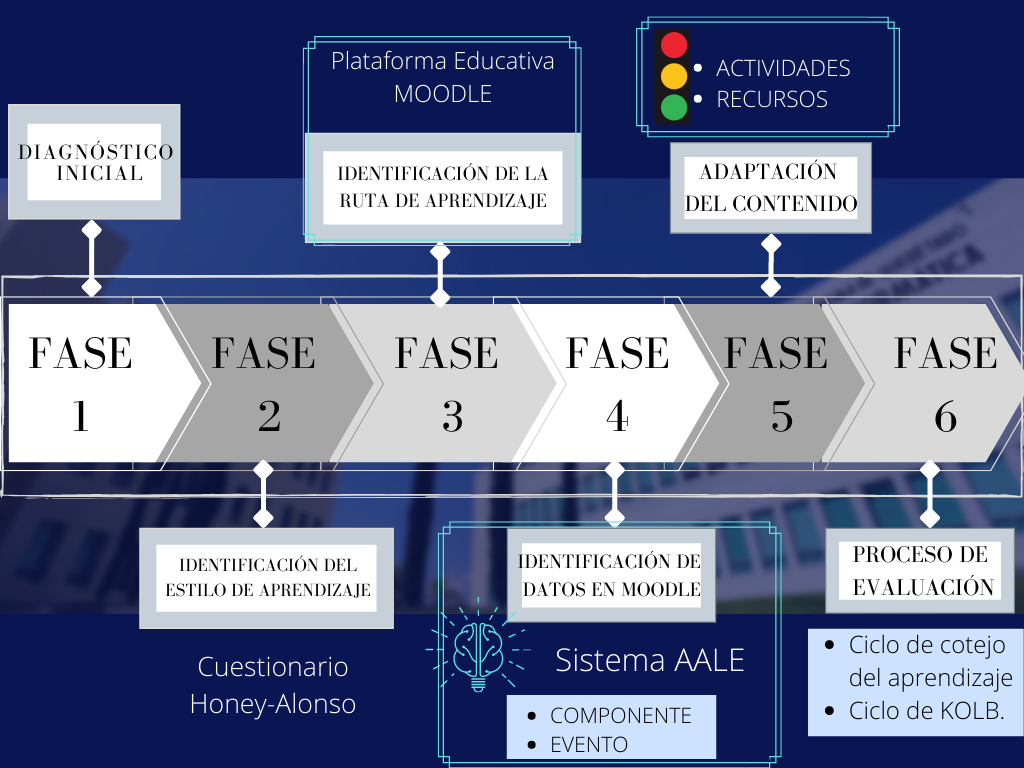 Plataforma Educativa
MOODLE
ACTIVIDADES
RECURSOS
DIAGNÓSTICO
INICIAL
IDENTIFICACIÓN DE LA
RUTA DE APRENDIZAJE
ADAPTACIÓN
DEL CONTENIDO
FASE
1
FASE
2
FASE
3
FASE
4
FASE
5
FASE
6
IDENTIFICACIÓN DEL
ESTILO DE APRENDIZAJE
Cuestionario
Honey-Alonso
IDENTIFICACIÓN DE
DATOS EN MOODLE
Sistema AALE
COMPONENTE
EVENTO
PROCESO DE
EVALUACIÓN
Ciclo de cotejo
del aprendizaje
Ciclo de KOLB.